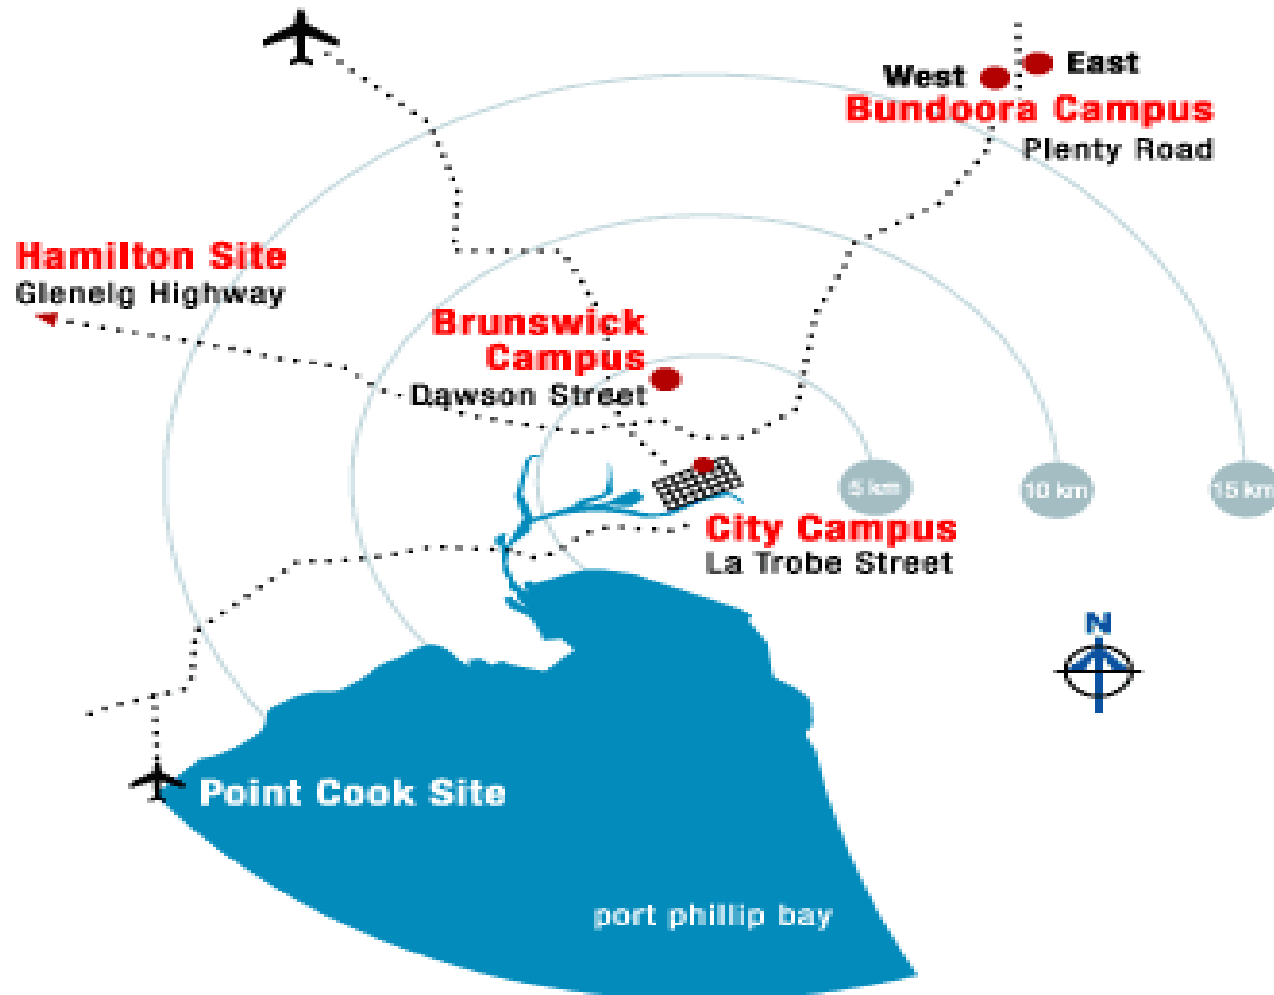 West
East
Bundoora Campus
Plenty Road
Hamilton Site
Glenelg Highway
Brunswick
Campus
Dawson Street
5 km
10 km
15 km
City Campus
La Trobe Street
N
Point Cook Site
port phillip bay